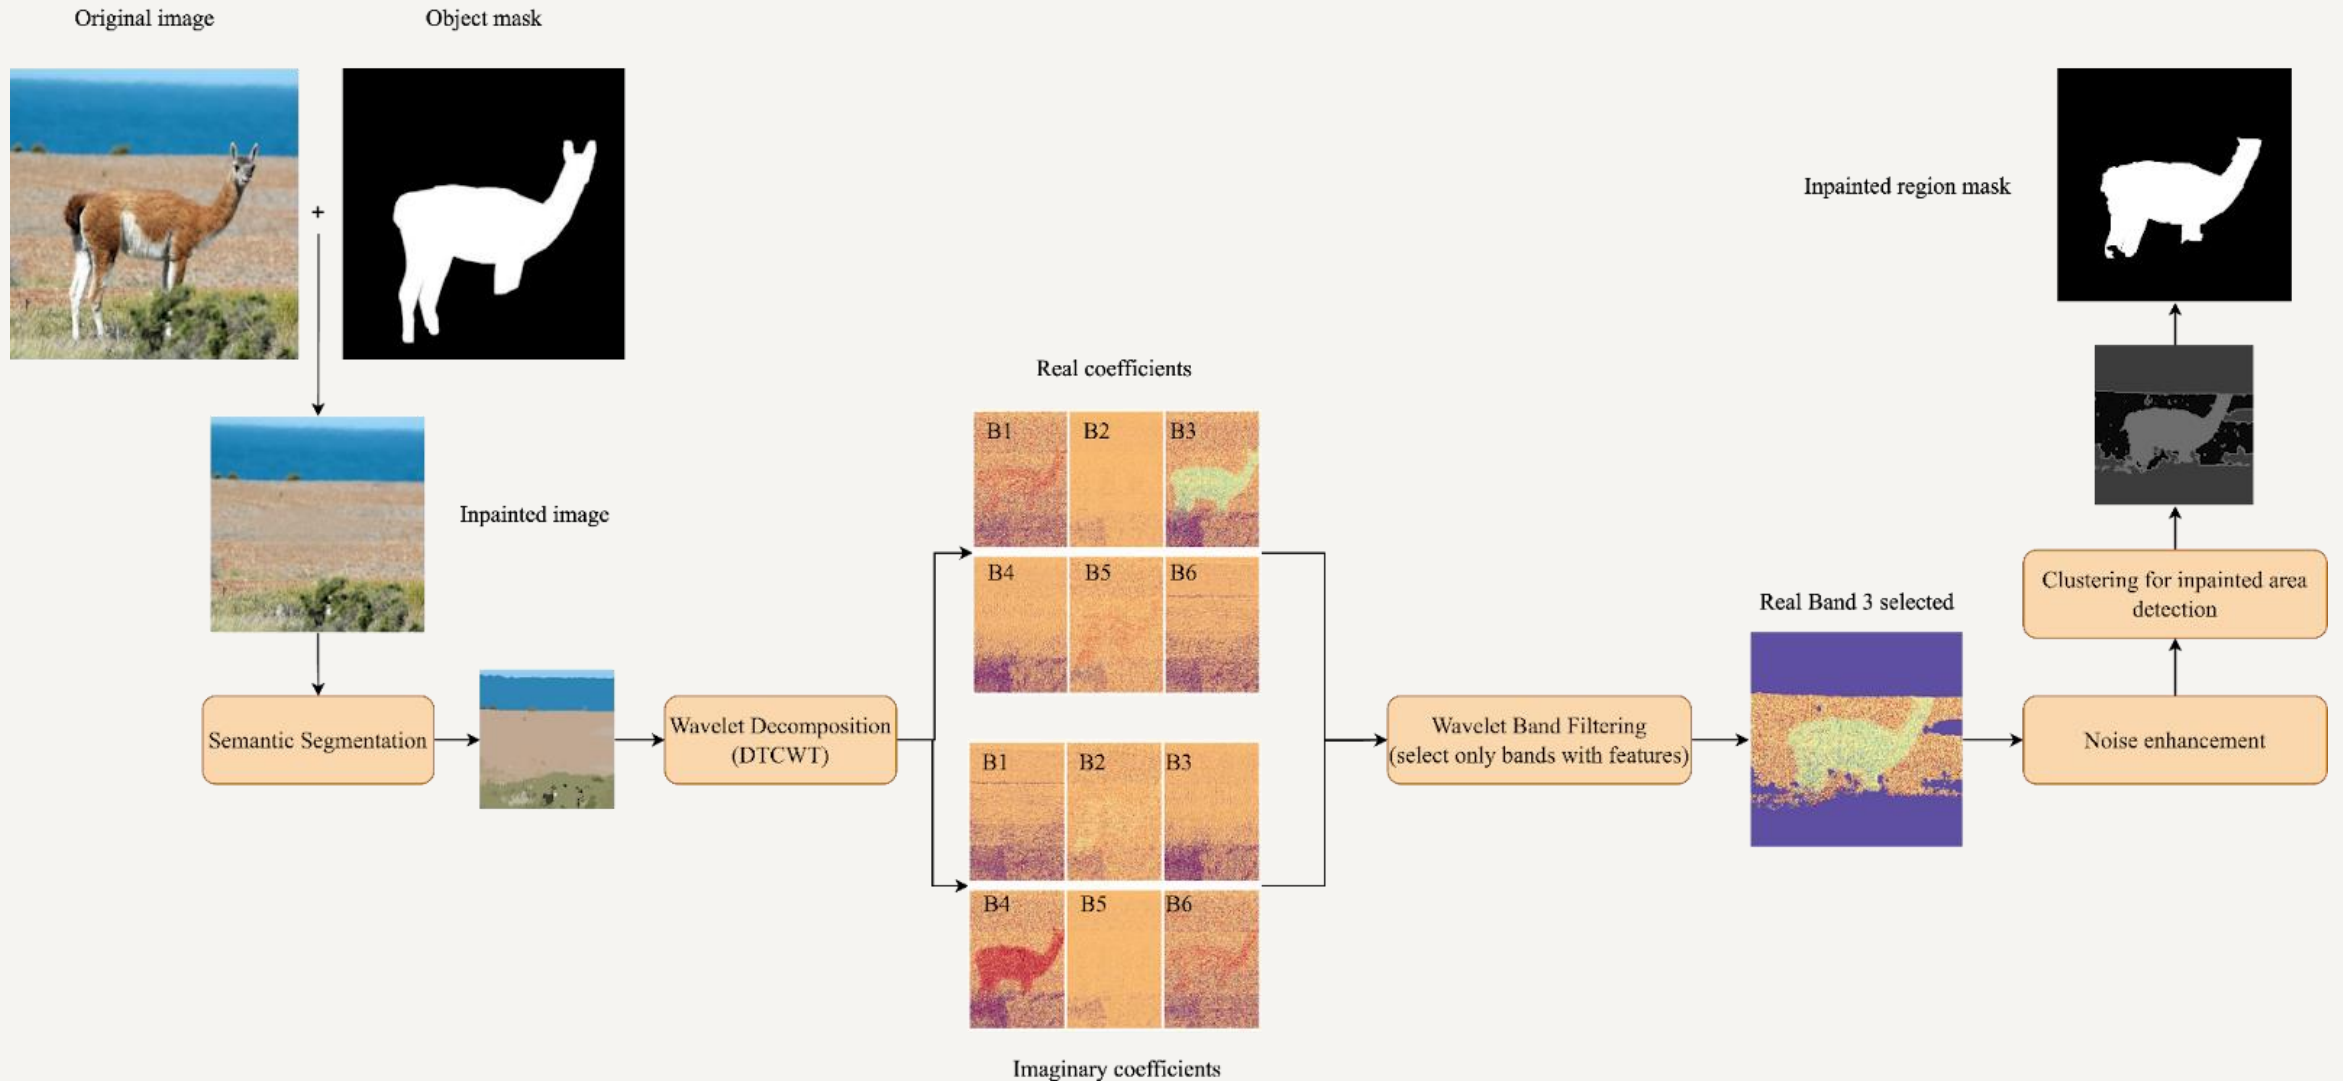 Original image
Object mask
+
Inpainted image
Semantic Segmentation
Wavelet Decomposition
(DTCWT)
Real coefficients
B1
B2
B3
B4
B5
B6
B1
B2
B3
B4
B5
B6
Imaginary coefficients
Wavelet Band Filtering
(select only bands with features)
Real Band 3 selected
Noise enhancement
Clustering for inpainted area
detection
Inpainted region mask